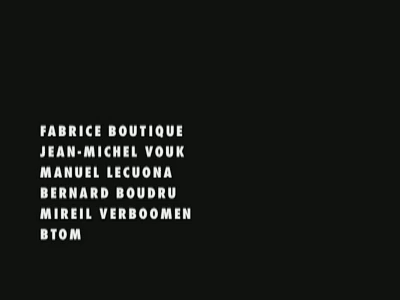 FABRICE BOUTIQUE
JEAN-MICHEL VOUK
MANUEL LECUONA
BERNARD BOUDRU
MIREIL VERBOOMEN
BTOM